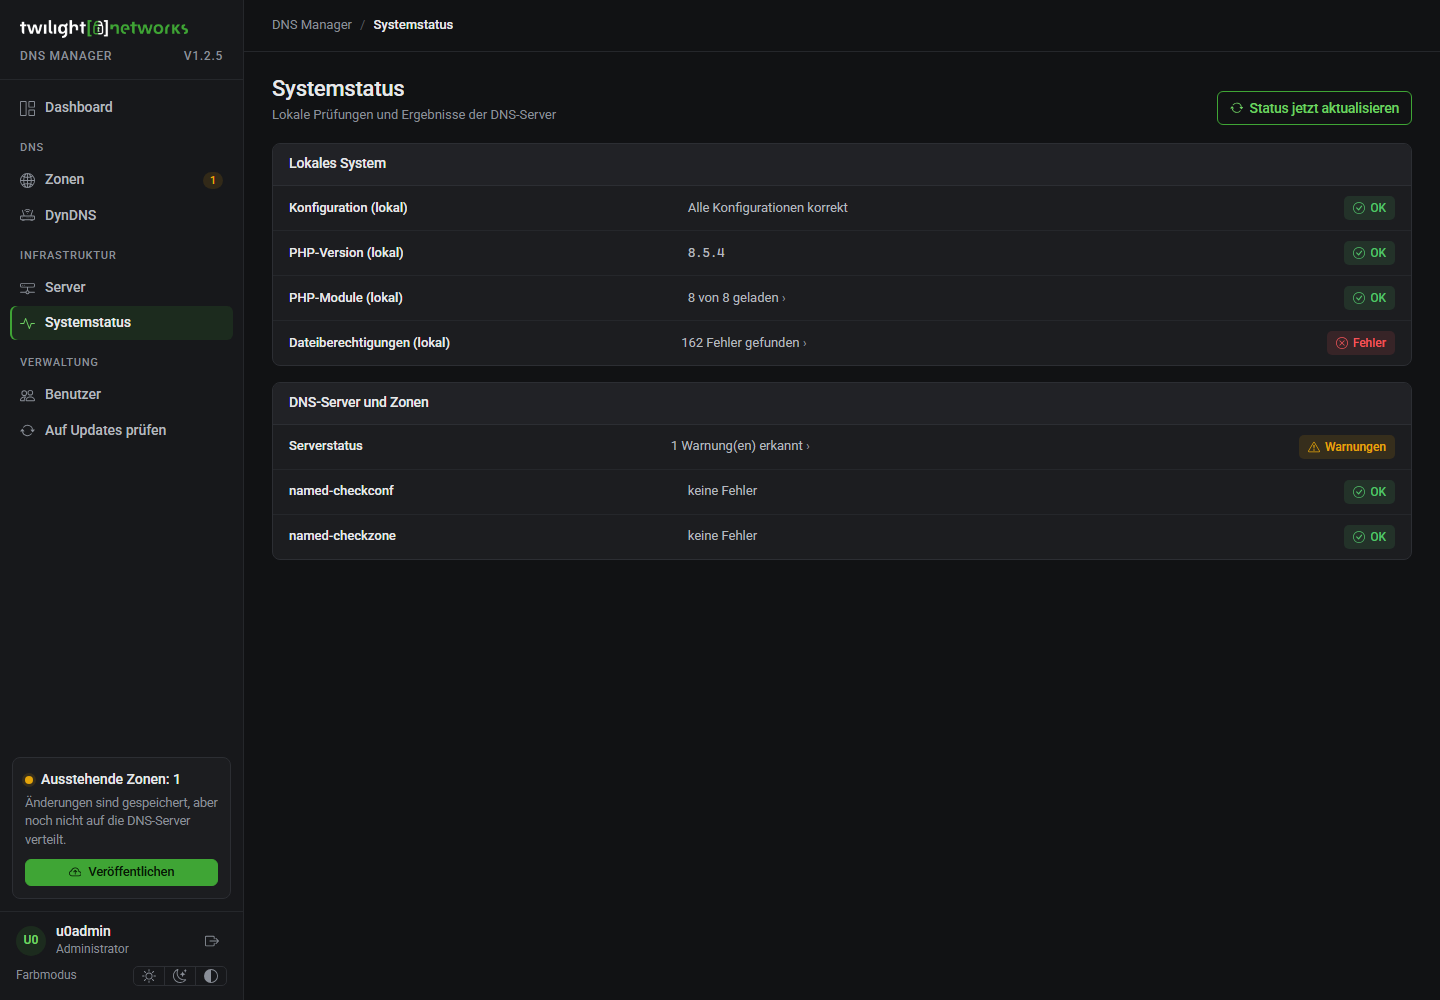 twilight[]networks
DNS MANAGER V1.2.5
Dashboard
DNS
Zonen 1
DynDNS
INFRASTRUKTUR
Server
Systemstatus
VERWALTUNG
Benutzer
Auf Updates prüfen
Ausstehende Zonen: 1
Änderungen sind gespeichert, aber
noch nicht auf die DNS-Server
verteilt.
Veröffentlichen
U0 u0admin
Administrator
Farbmodus
DNS Manager / Systemstatus
Systemstatus
Lokale Prüfungen und Ergebnisse der DNS-Server
Status jetzt aktualisieren
Lokales System
Konfiguration (lokal) Alle Konfigurationen korrekt OK
PHP-Version (lokal) 8.5.4 OK
PHP-Module (lokal) 8 von 8 geladen › OK
Dateiberechtigungen (lokal) 162 Fehler gefunden › Fehler
DNS-Server und Zonen
Serverstatus 1 Warnung(en) erkannt › Warnungen
named-checkconf keine Fehler OK
named-checkzone keine Fehler OK